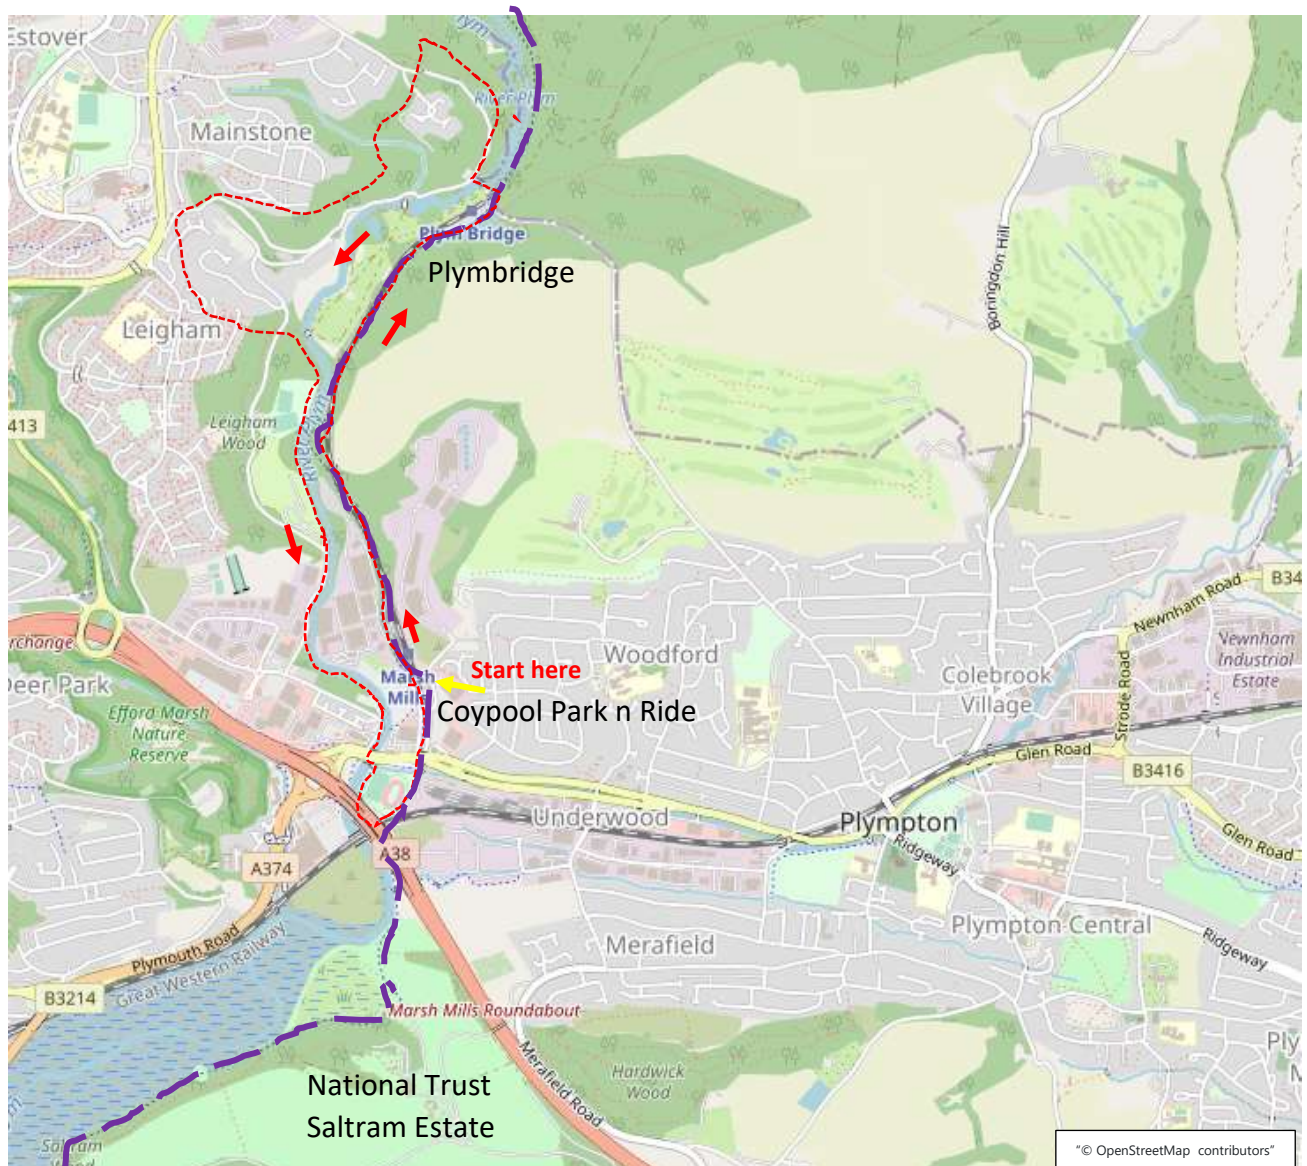 Estover
Plym
River Plym
Mainstone
Plym Bridge
Plymbridge
Boringdon Hill
Leigham
Leigham
Wood
River Plym
413
B34
Newnham Road
Newnham
Industrial
Estate
Woodford
Start here
Colebrook
Village
Strode Road
Marsh
Mills
Coypool Park n Ride
erchange
Deer Park
Efford Marsh
Nature
Reserve
Glen Road
B3416
Underwood
Plympton
Glen Road
Ridgeway
A38
A374
Plymouth Road
Great Western Railway
Merafield
Plympton Central
Ridgeway
B3214
Marsh Mills Roundabout
Merafield Road
Hardwick
Wood
Ply
M
National Trust
Saltram Estate
Saltram
"© OpenStreetMap contributors"